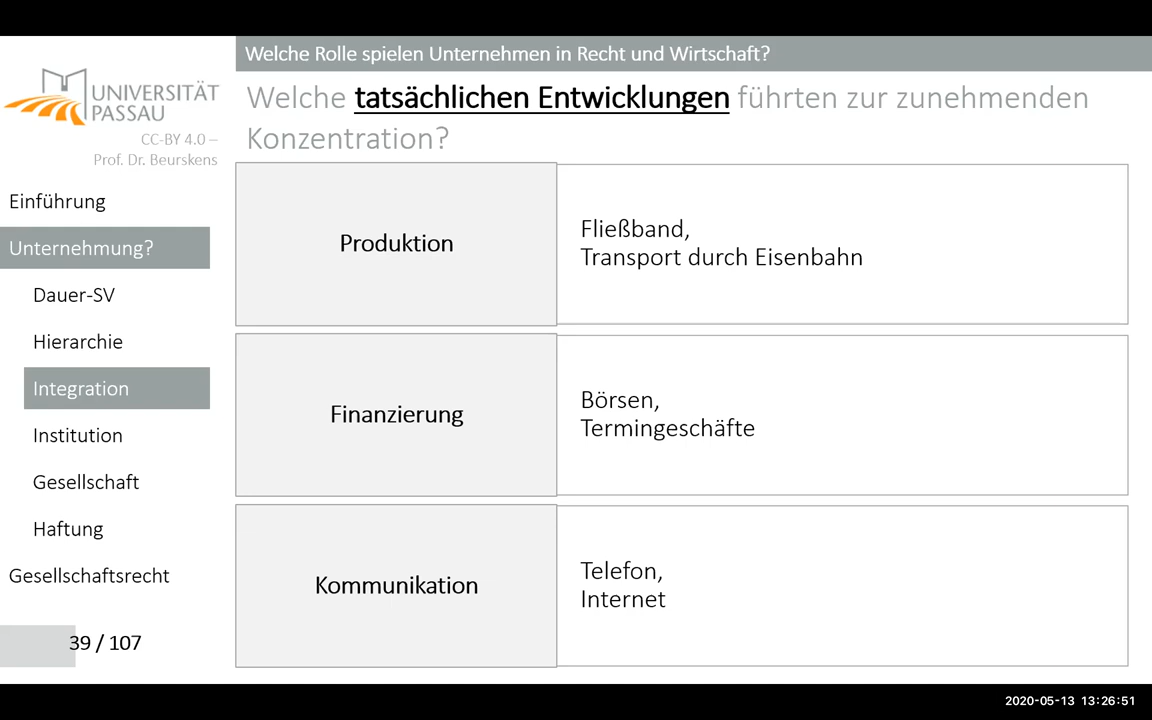 Welche Rolle spielen Unternehmen in Recht und Wirtschaft?
UNIVERSITÄT
PASSAU
CC-BY 4.0 –
Prof. Dr. Beurskens
Welche tatsächlichen Entwicklungen führten zur zunehmenden
Konzentration?
Einführung
Unternehmung?
Dauer-SV
Hierarchie
Integration
Institution
Gesellschaft
Haftung
Gesellschaftsrecht
39 / 107
Produktion
Fließband,
Transport durch Eisenbahn
Finanzierung
Börsen,
Termingeschäfte
Kommunikation
Telefon,
Internet
2020-05-13 13:26:51